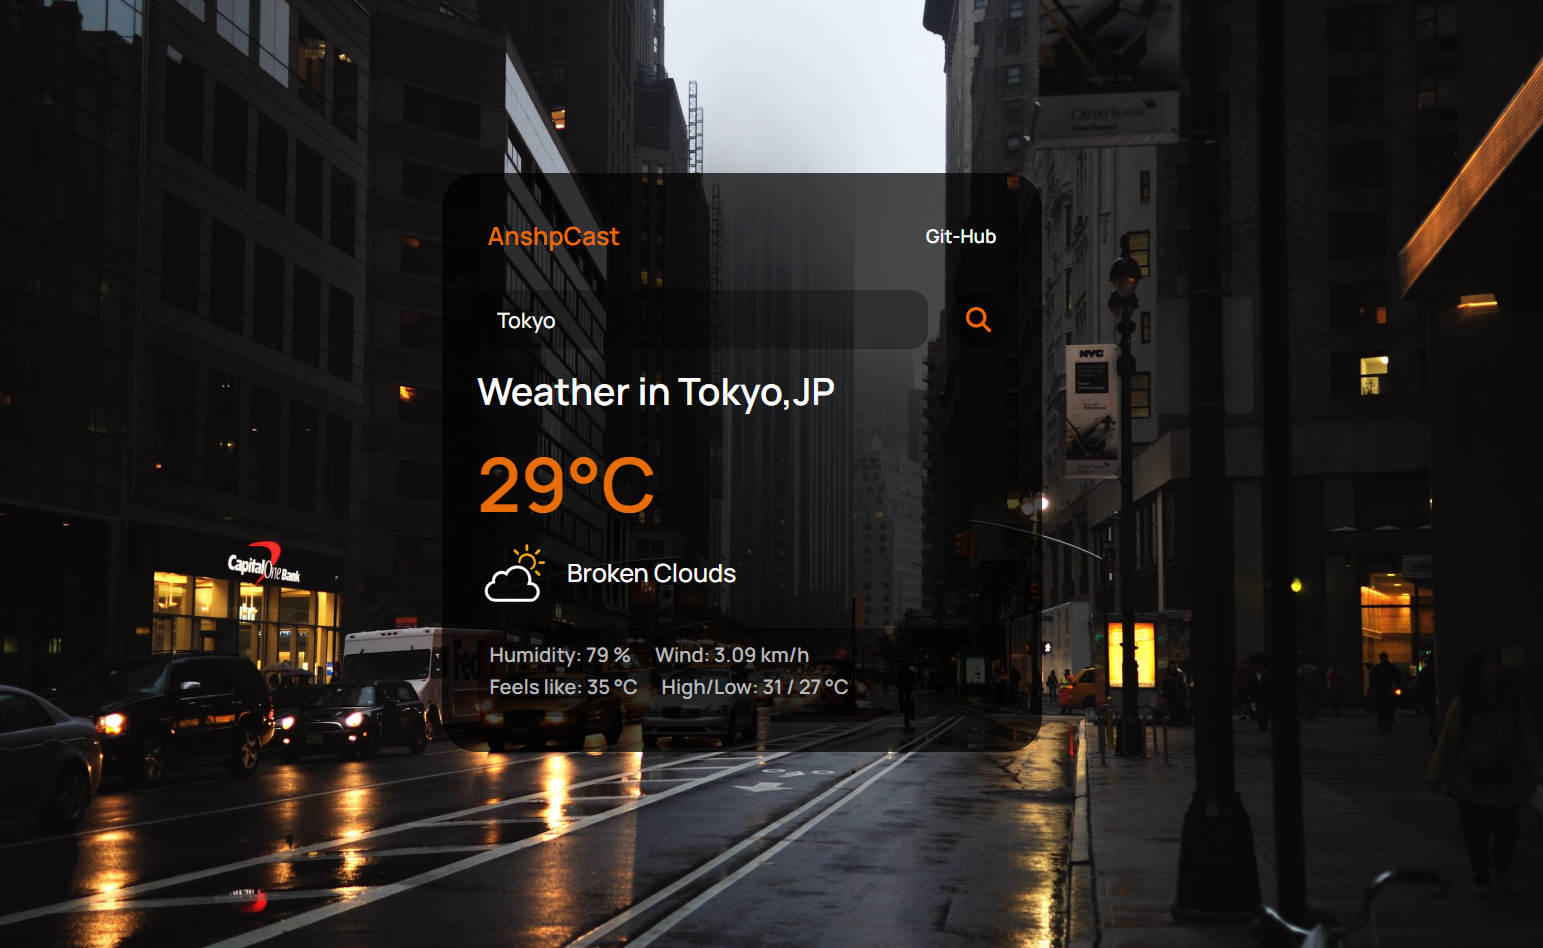 CREDIT SUISSE
AnshpCast
Git-Hub
Tokyo
NYC
Weather in Tokyo,JP
29°C
Capital One Bank
Broken Clouds
Humidity: 79 %
Wind: 3.09 km/h
Feels like: 35 °C
High/Low: 31 / 27 °C